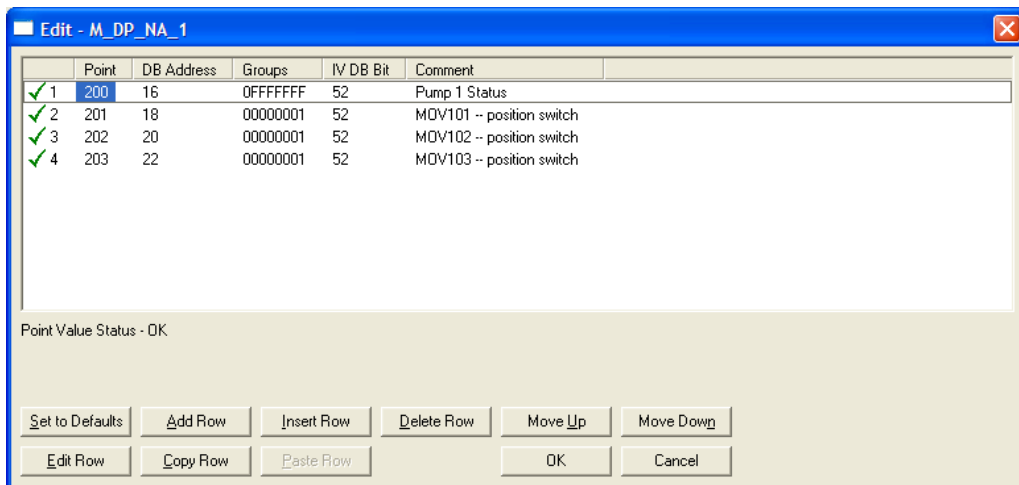 Edit - M_DP_NA_1
Point DB Address Groups IV DB Bit Comment
1 200 16 0FFFFFFF 52 Pump 1 Status
2 201 18 00000001 52 MOV101 -- position switch
3 202 20 00000001 52 MOV102 -- position switch
4 203 22 00000001 52 MOV103 -- position switch
Point Value Status - OK
Set to Defaults Add Row Insert Row Delete Row Move Up Move Down
Edit Row Copy Row Paste Row OK Cancel